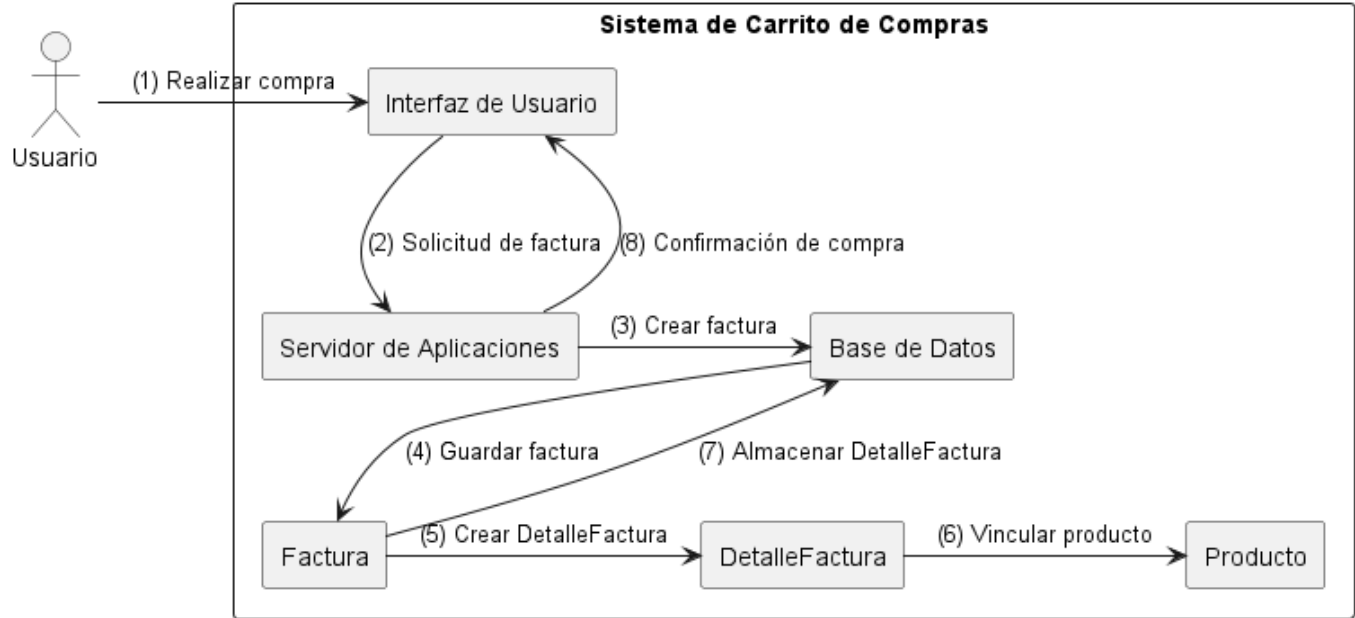 Sistema de Carrito de Compras
(1) Realizar compra
Interfaz de Usuario
Usuario
(2) Solicitud de factura
(8) Confirmación de compra
Servidor de Aplicaciones
(3) Crear factura
Base de Datos
(4) Guardar factura
(7) Almacenar DetalleFactura
Factura
(5) Crear DetalleFactura
DetalleFactura
(6) Vincular producto
Producto